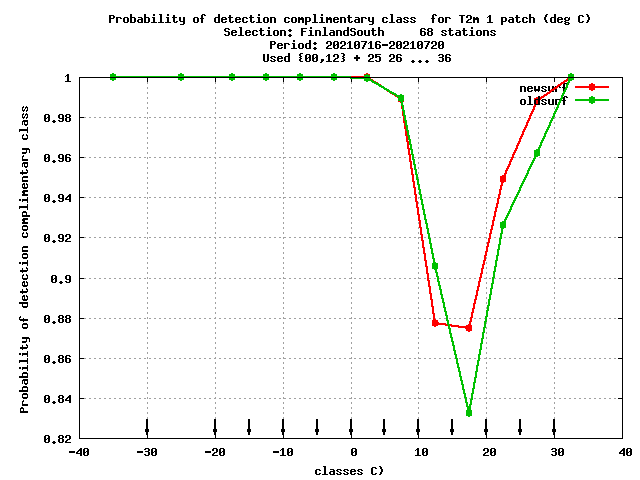 Probability of detection complimentary class  for T2m 1 patch (deg C)
Selection: FinlandSouth     68 stations
Period: 20210716-20210720
Used {00,12} + 25 26 ... 36
newsurf
oldsurf
Probability of detection complimentary class
1
0.98
0.96
0.94
0.92
0.9
0.88
0.86
0.84
0.82
-40 -30 -20 -10 0 10 20 30 40
classes C)